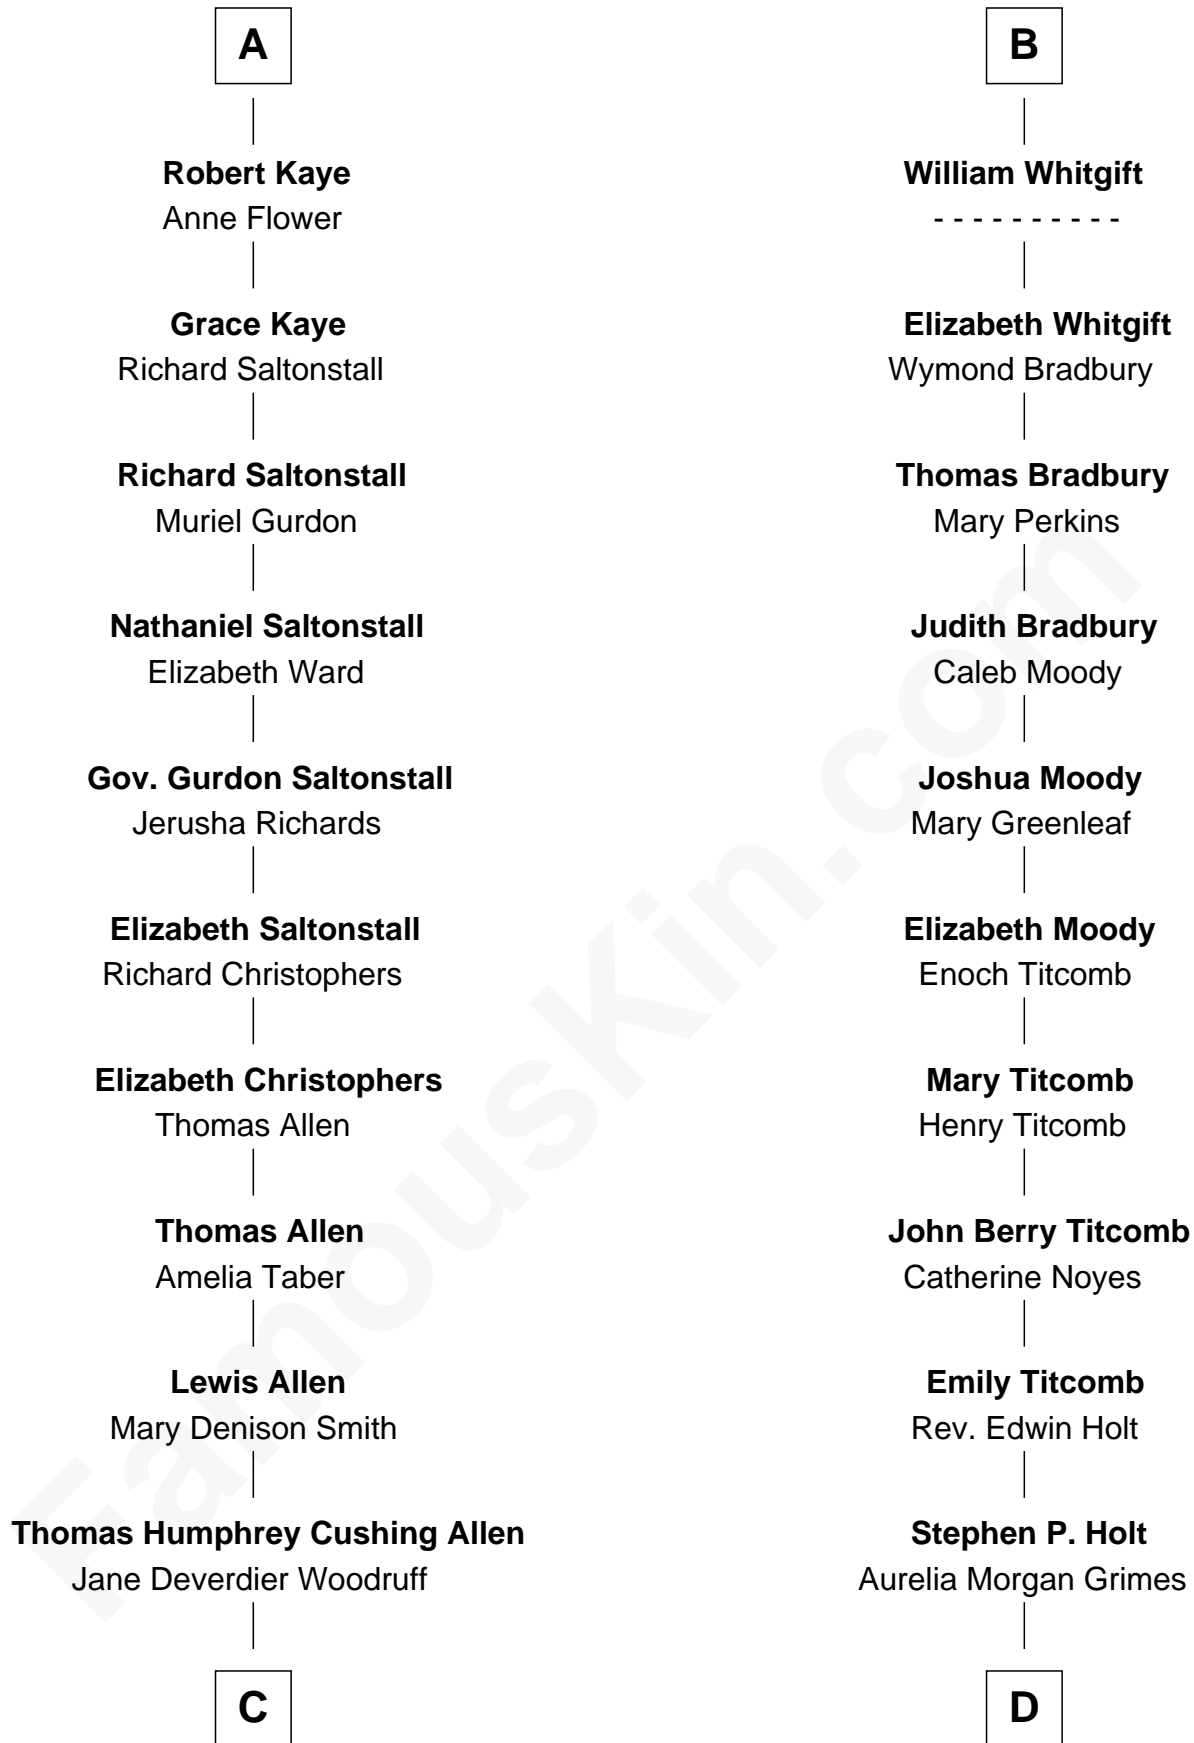 A
Robert Kaye
Anne Flower
Grace Kaye
Richard Saltonstall
Richard Saltonstall
Muriel Gurdon
Nathaniel Saltonstall
Elizabeth Ward
Gov. Gurdon Saltonstall
Jerusha Richards
Elizabeth Saltonstall
Richard Christophers
Elizabeth Christophers
Thomas Allen
Thomas Allen
Amelia Taber
Lewis Allen
Mary Denison Smith
Thomas Humphrey Cushing Allen
Jane Deverdier Woodruff
C
B
William Whitgift
- - - - - - - - - -
Elizabeth Whitgift
Wymond Bradbury
Thomas Bradbury
Mary Perkins
Judith Bradbury
Caleb Moody
Joshua Moody
Mary Greenleaf
Elizabeth Moody
Enoch Titcomb
Mary Titcomb
Henry Titcomb
John Berry Titcomb
Catherine Noyes
Emily Titcomb
Rev. Edwin Holt
Stephen P. Holt
Aurelia Morgan Grimes
D
FamousKin.com